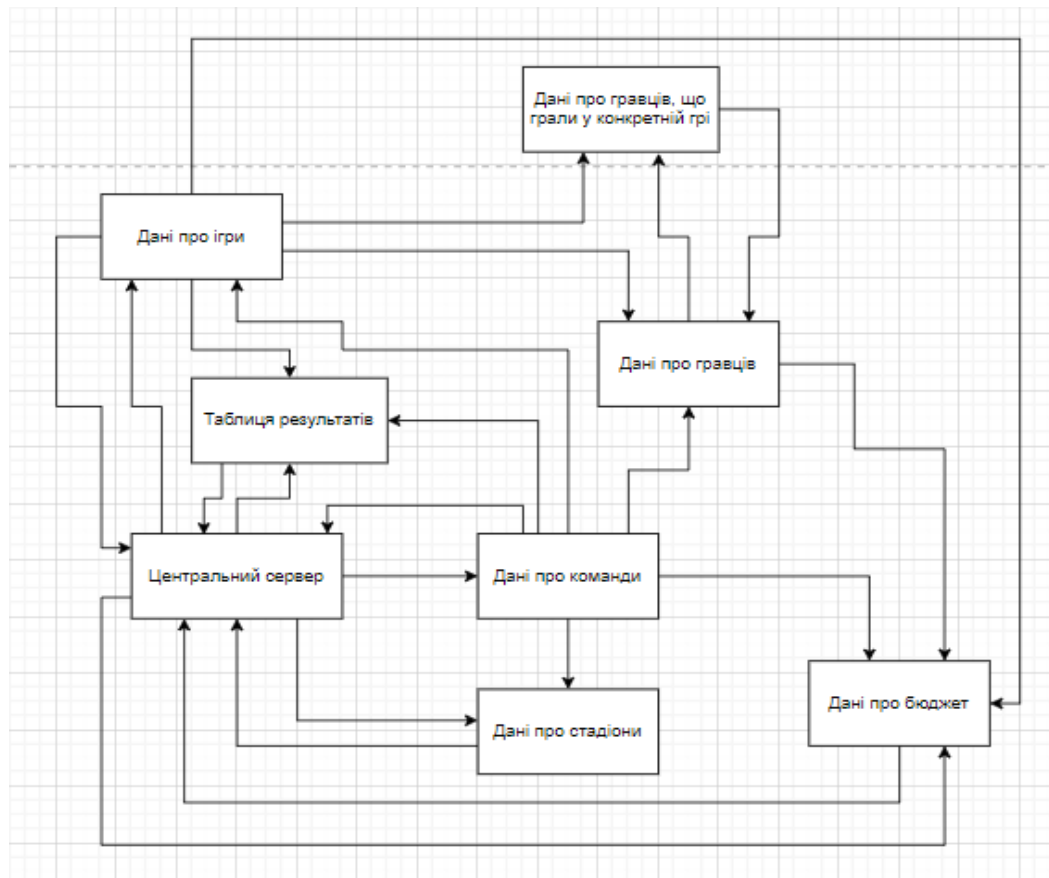 Дані про гравців, що
грали у конкретній грі
Дані про ігри
Дані про гравців
Таблиця результатів
Центральний сервер
Дані про команди
Дані про бюджет
Дані про стадіони